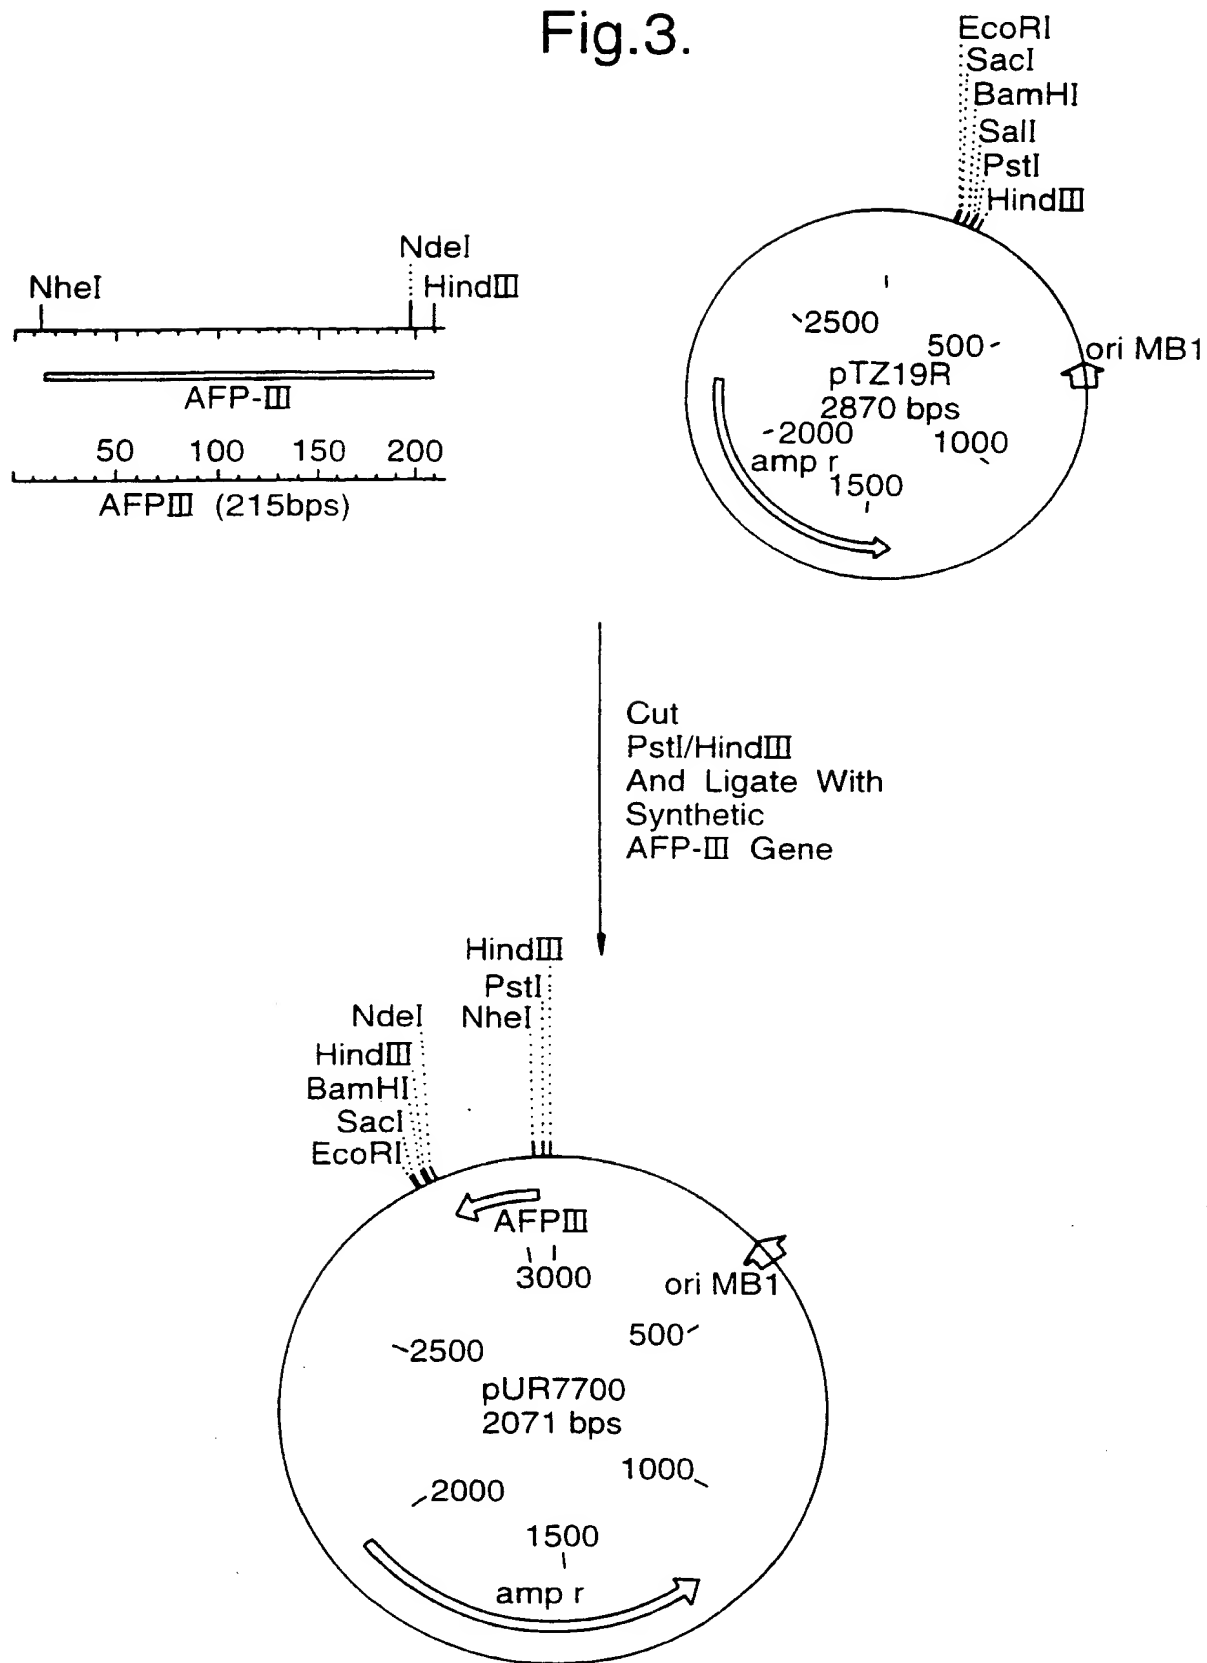 Fig.3.
EcoRI
SacI
BamHI
SalI
PstI
HindIII
NdeI
NheI
HindIII
AFP-III
50 100 150 200
AFPIII (215bps)
2500
500
ori MB1
pTZ19R
2870 bps
2000
1000
amp r
1500
Cut
PstI/HindIII
And Ligate With
Synthetic
AFP-III Gene
HindIII
PstI
NheI
NdeI
HindIII
BamHI
SacI
EcoRI
AFPIII
3000
ori MB1
500
2500
pUR7700
2071 bps
1000
2000
1500
amp r